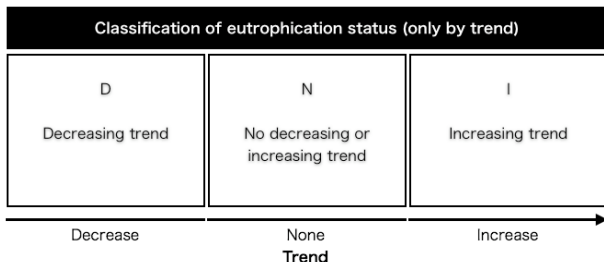 Classification of eutrophication status (only by trend)
D
Decreasing trend
N
No decreasing or
increasing trend
I
Increasing trend
Decrease
None
Increase
Trend